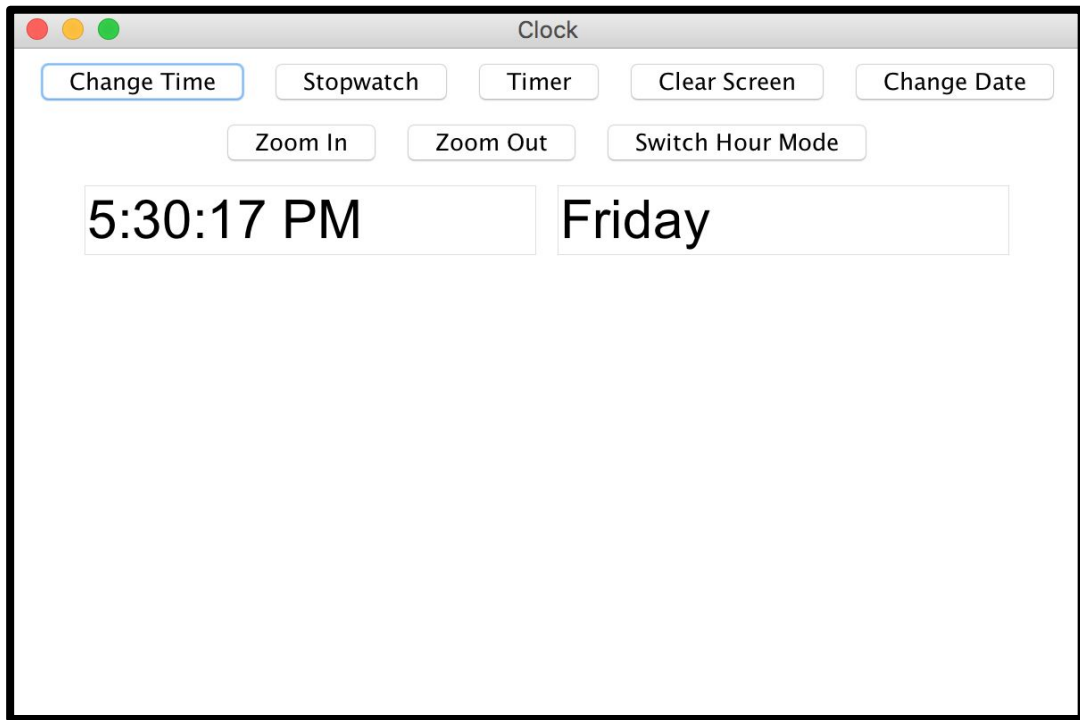 Clock
Change Time Stopwatch Timer Clear Screen Change Date
Zoom In Zoom Out Switch Hour Mode
5:30:17 PM Friday